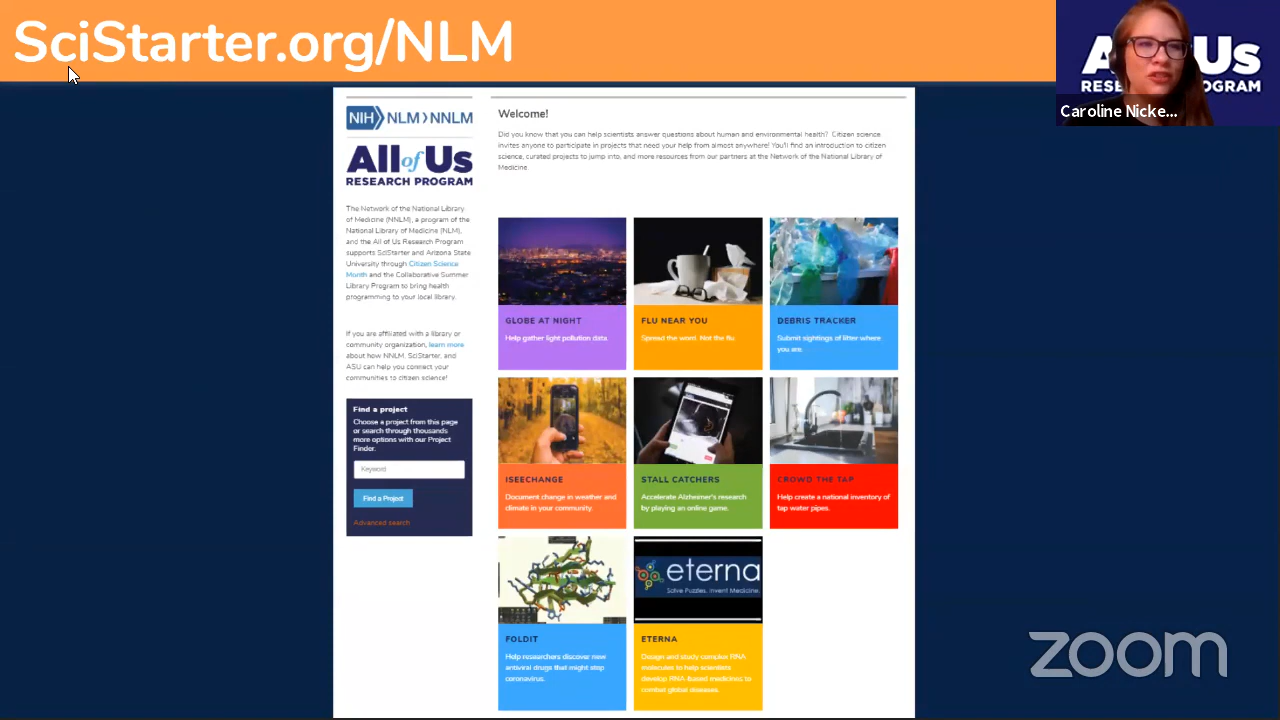 SciStarter.org/NLM
Caroline Nicke...
NIH NLM NNLM
All of Us
RESEARCH PROGRAM
The Network of the National Library
of Medicine (NNLM), a program of the
National Library of Medicine (NLM),
and the All of Us Research Program
supports SciStarter and Arizona State
University through Citizen Science
Month and the Collaborative Summer
Library Program to bring health
programming to your local library.
If you are affiliated with a library or
community organization, learn more
about how NNLM, SciStarter, and
ASU can help you connect your
communities to citizen science!
Find a project
Choose a project from this page
or search through thousands
more options with our Project
Finder.
Keyword
Find a Project
Advanced search
Welcome!
Did you know that you can help scientists answer questions about human and environmental health? Citizen science
invites anyone to participate in projects that need your help from almost anywhere! You'll find an introduction to citizen
science, curated projects to jump into, and more resources from our partners at the Network of the National Library of
Medicine.
GLOBE AT NIGHT
Help gather light pollution data.
FLU NEAR YOU
Spread the word. Not the flu.
DEBRIS TRACKER
Submit sightings of litter where
you are.
ISEECHANGE
Document change in weather and
climate in your community.
STALL CATCHERS
Accelerate Alzheimer's research
by playing an online game.
CROWD THE TAP
Help create a national inventory of
tap water pipes.
FOLDIT
Help researchers discover new
antiviral drugs that might stop
coronavirus.
eterna
Solve Puzzles. Invent Medicine.
ETERNA
Design and study complex RNA
molecules to help scientists
develop RNA-based medicines to
combat global diseases.
zoom